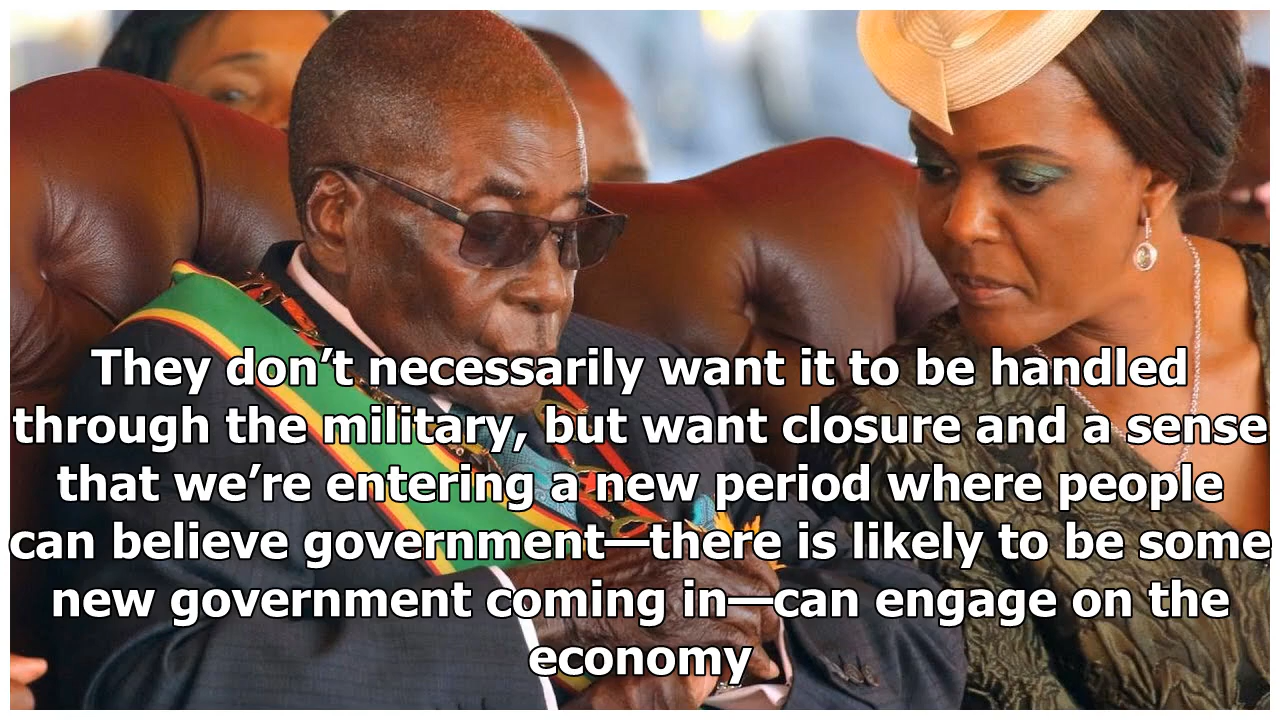 They don’t necessarily want it to be handled
through the military, but want closure and a sense
that we’re entering a new period where people
can believe government—there is likely to be some
new government coming in—can engage on the
economy